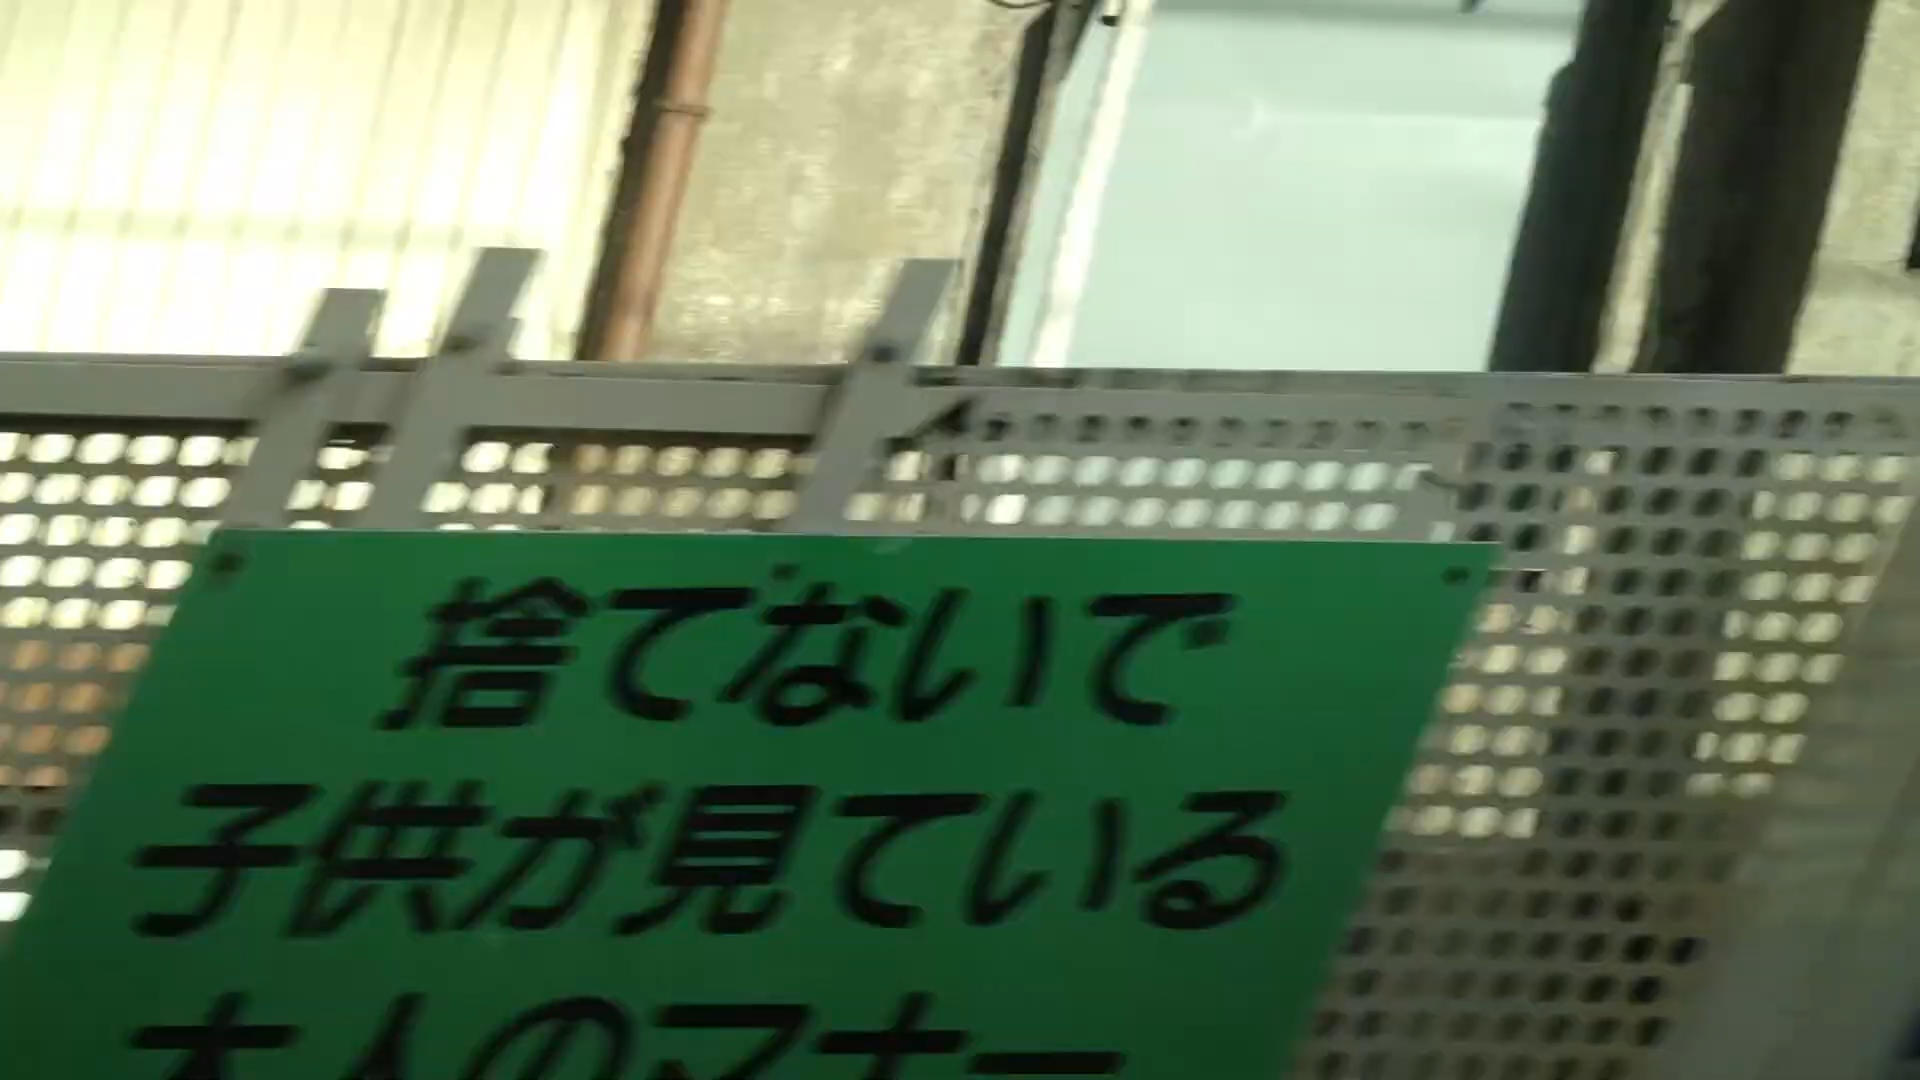 捨てないで
子供が見ている
大人のマナー